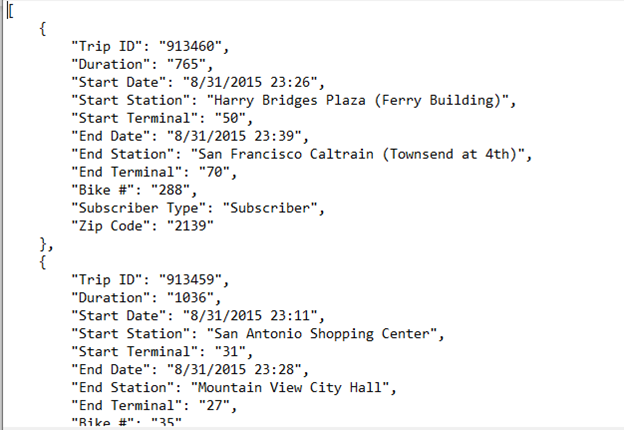 [
{
"Trip ID": "913460",
"Duration": "765",
"Start Date": "8/31/2015 23:26",
"Start Station": "Harry Bridges Plaza (Ferry Building)",
"Start Terminal": "50",
"End Date": "8/31/2015 23:39",
"End Station": "San Francisco Caltrain (Townsend at 4th)",
"End Terminal": "70",
"Bike #": "288",
"Subscriber Type": "Subscriber",
"Zip Code": "2139"
},
{
"Trip ID": "913459",
"Duration": "1036",
"Start Date": "8/31/2015 23:11",
"Start Station": "San Antonio Shopping Center",
"Start Terminal": "31",
"End Date": "8/31/2015 23:28",
"End Station": "Mountain View City Hall",
"End Terminal": "27",
"Bike #": "35"